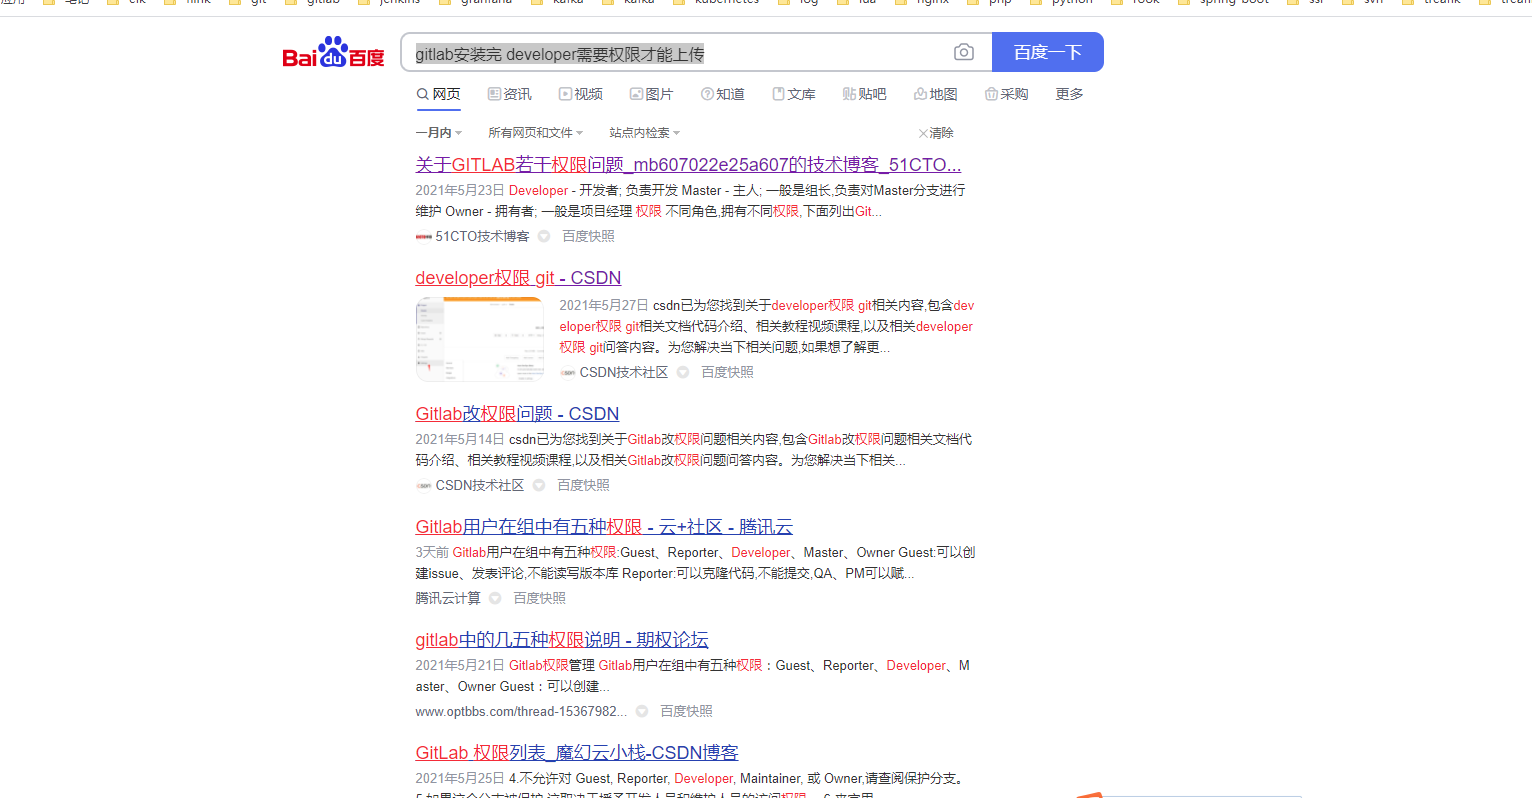 应用 笔记 elk flink git gitlab jenkins grafhana kafka kafka kubernetes log lua nginx php python rook spring boot ssl svn
Bai du 百度 gitlab安装完 developer需要权限才能上传 百度一下
网页 资讯 视频 图片 知道 文库 贴吧 地图 采购 更多
一月内 所有网页和文件 站点内检索 清除
关于GITLAB若干权限问题_mb607022e25a607的技术博客_51CTO...
2021年5月23日 Developer - 开发者; 负责开发 Master - 主人; 一般是组长,负责对Master分支进行
维护 Owner - 拥有者; 一般是项目经理 权限 不同角色,拥有不同权限,下面列出Git...
51CTO技术博客 百度快照
developer权限 git - CSDN
2021年5月27日 csdn已为您找到关于developer权限 git相关内容,包含dev
eloper权限 git相关文档代码介绍、相关教程视频课程,以及相关developer
权限 git问答内容。为您解决当下相关问题,如果想了解更...
CSDN技术社区 百度快照
Gitlab改权限问题 - CSDN
2021年5月14日 csdn已为您找到关于Gitlab改权限问题相关内容,包含Gitlab改权限问题相关文档代
码介绍、相关教程视频课程,以及相关Gitlab改权限问题问答内容。为您解决当下相关...
CSDN技术社区 百度快照
Gitlab用户在组中有五种权限 - 云+社区 - 腾讯云
3天前 Gitlab用户在组中有五种权限:Guest、Reporter、Developer、Master、Owner Guest:可以创
建issue、发表评论,不能读写版本库 Reporter:可以克隆代码,不能提交,QA、PM可以赋...
腾讯云计算 百度快照
gitlab中的几五种权限说明 - 期权论坛
2021年5月21日 Gitlab权限管理 Gitlab用户在组中有五种权限：Guest、Reporter、Developer、M
aster、Owner Guest：可以创建...
www.optbbs.com/thread-15367982... 百度快照
GitLab 权限列表_魔幻云小栈-CSDN博客
2021年5月25日 4.不允许对 Guest, Reporter, Developer, Maintainer, 或 Owner,请查阅保护分支。